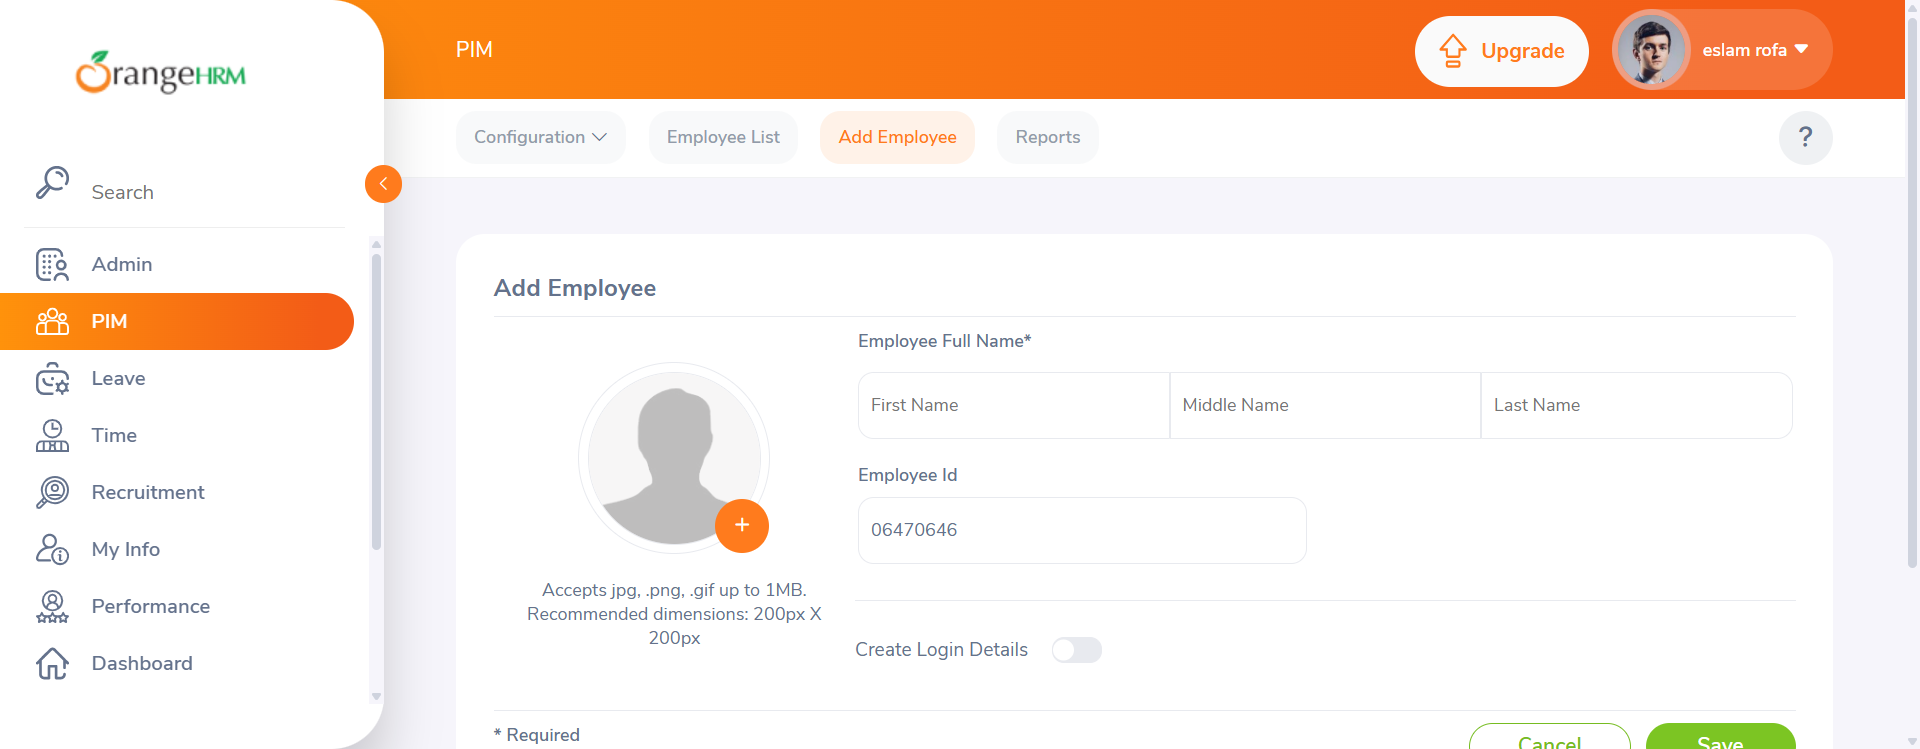 OrangeHRM
PIM
Upgrade
eslam rofa
Configuration
Employee List
Add Employee
Reports
?
Search
Admin
PIM
Leave
Time
Recruitment
My Info
Performance
Dashboard
Add Employee
Employee Full Name*
First Name
Middle Name
Last Name
Employee Id
06470646
Accepts jpg, .png, .gif up to 1MB.
Recommended dimensions: 200px X
200px
Create Login Details
* Required
Cancel
Save